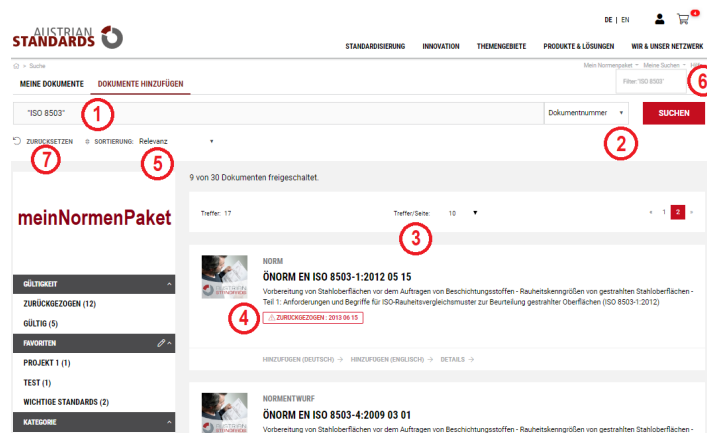 DE | EN
AUSTRIAN
STANDARDS
STANDARDISIERUNG INNOVATION THEMENGEBIETE PRODUKTE & LÖSUNGEN WIR & UNSER NETZWERK
> Suche
Mein Normenpaket Meine Suchen
MEINE DOKUMENTE DOKUMENTE HINZUFÜGEN
Filter: "ISO 8503"
6
"ISO 8503"
1
Dokumentnummer
SUCHEN
2
ZURÜCKSETZEN SORTIERUNG: Relevanz
7
5
9 von 30 Dokumenten freigeschaltet.
meinNormenPaket
Treffer: 17 Treffer/Seite: 10 « 1 2 »
3
NORM
ÖNORM EN ISO 8503-1:2012 05 15
Vorbereitung von Stahloberflächen vor dem Auftragen von Beschichtungsstoffen - Rauheitskenngrößen von gestrahlten Stahloberflächen -
Teil 1: Anforderungen und Begriffe für ISO-Rauheitsvergleichsmuster zur Beurteilung gestrahlter Oberflächen (ISO 8503-1:2012)
4
ZURÜCKGEZOGEN : 2013 06 15
HINZUFÜGEN (DEUTSCH) → HINZUFÜGEN (ENGLISCH) → DETAILS →
GÜLTIGKEIT
ZURÜCKGEZOGEN (12)
GÜLTIG (5)
FAVORITEN
PROJEKT 1 (1)
TEST (1)
WICHTIGE STANDARDS (2)
KATEGORIE
NORMENTWURF
ÖNORM EN ISO 8503-4:2009 03 01
Vorbereitung von Stahloberflächen vor dem Auftragen von Beschichtungsstoffen - Rauheitskenngrößen von gestrahlten Stahloberflächen -